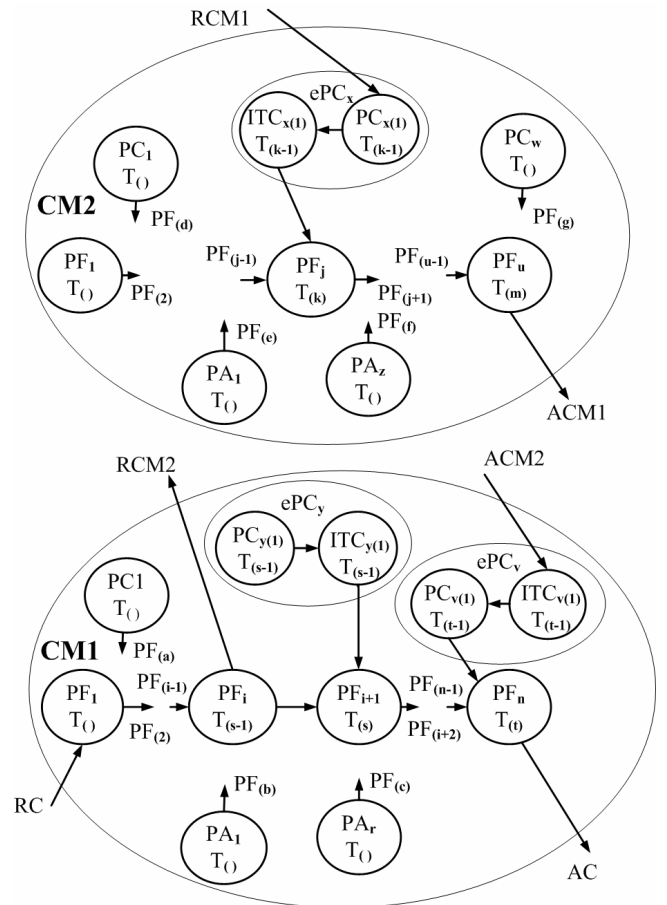 RCM1
ePCx
ITCx(1)
T(k-1)
PCx(1)
T(k-1)
PC1
T( )
PCw
T( )
CM2
PF(d)
PF(g)
PF1
T( )
PF(2)
PF(j-1)
PFj
T(k)
PF(u-1)
PF(j+1)
PFu
T(m)
PF(e)
PF(f)
PA1
T( )
PAz
T( )
ACM1
RCM2
ACM2
ePCy
PCy(1)
T(s-1)
ITCy(1)
T(s-1)
ePCv
PCv(1)
T(t-1)
ITCv(1)
T(t-1)
PC1
T( )
CM1
PF(a)
PF1
T( )
PF(i-1)
PF(2)
PFi
T(s-1)
PFi+1
T(s)
PF(n-1)
PF(i+2)
PFn
T(t)
RC
PF(b)
PF(c)
PA1
T( )
PAr
T( )
AC